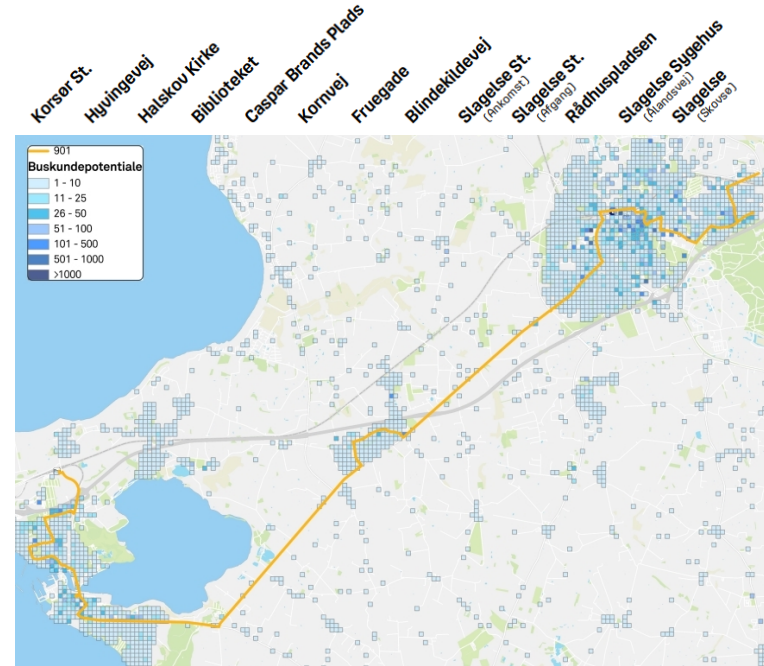 Korsør St.
Hyvingevej
Halskov Kirke
Biblioteket
Caspar Brands Plads
Kornvej
Fruegade
Blindekildevej
Slagelse St.
(Ankomst)
Slagelse St.
(Afgang)
Rådhuspladsen
Slagelse Sygehus
(Ålandsvej)
Slagelse
(Skovsø)
901
Buskundepotentiale
1 - 10
11 - 25
26 - 50
51 - 100
101 - 500
501 - 1000
>1000